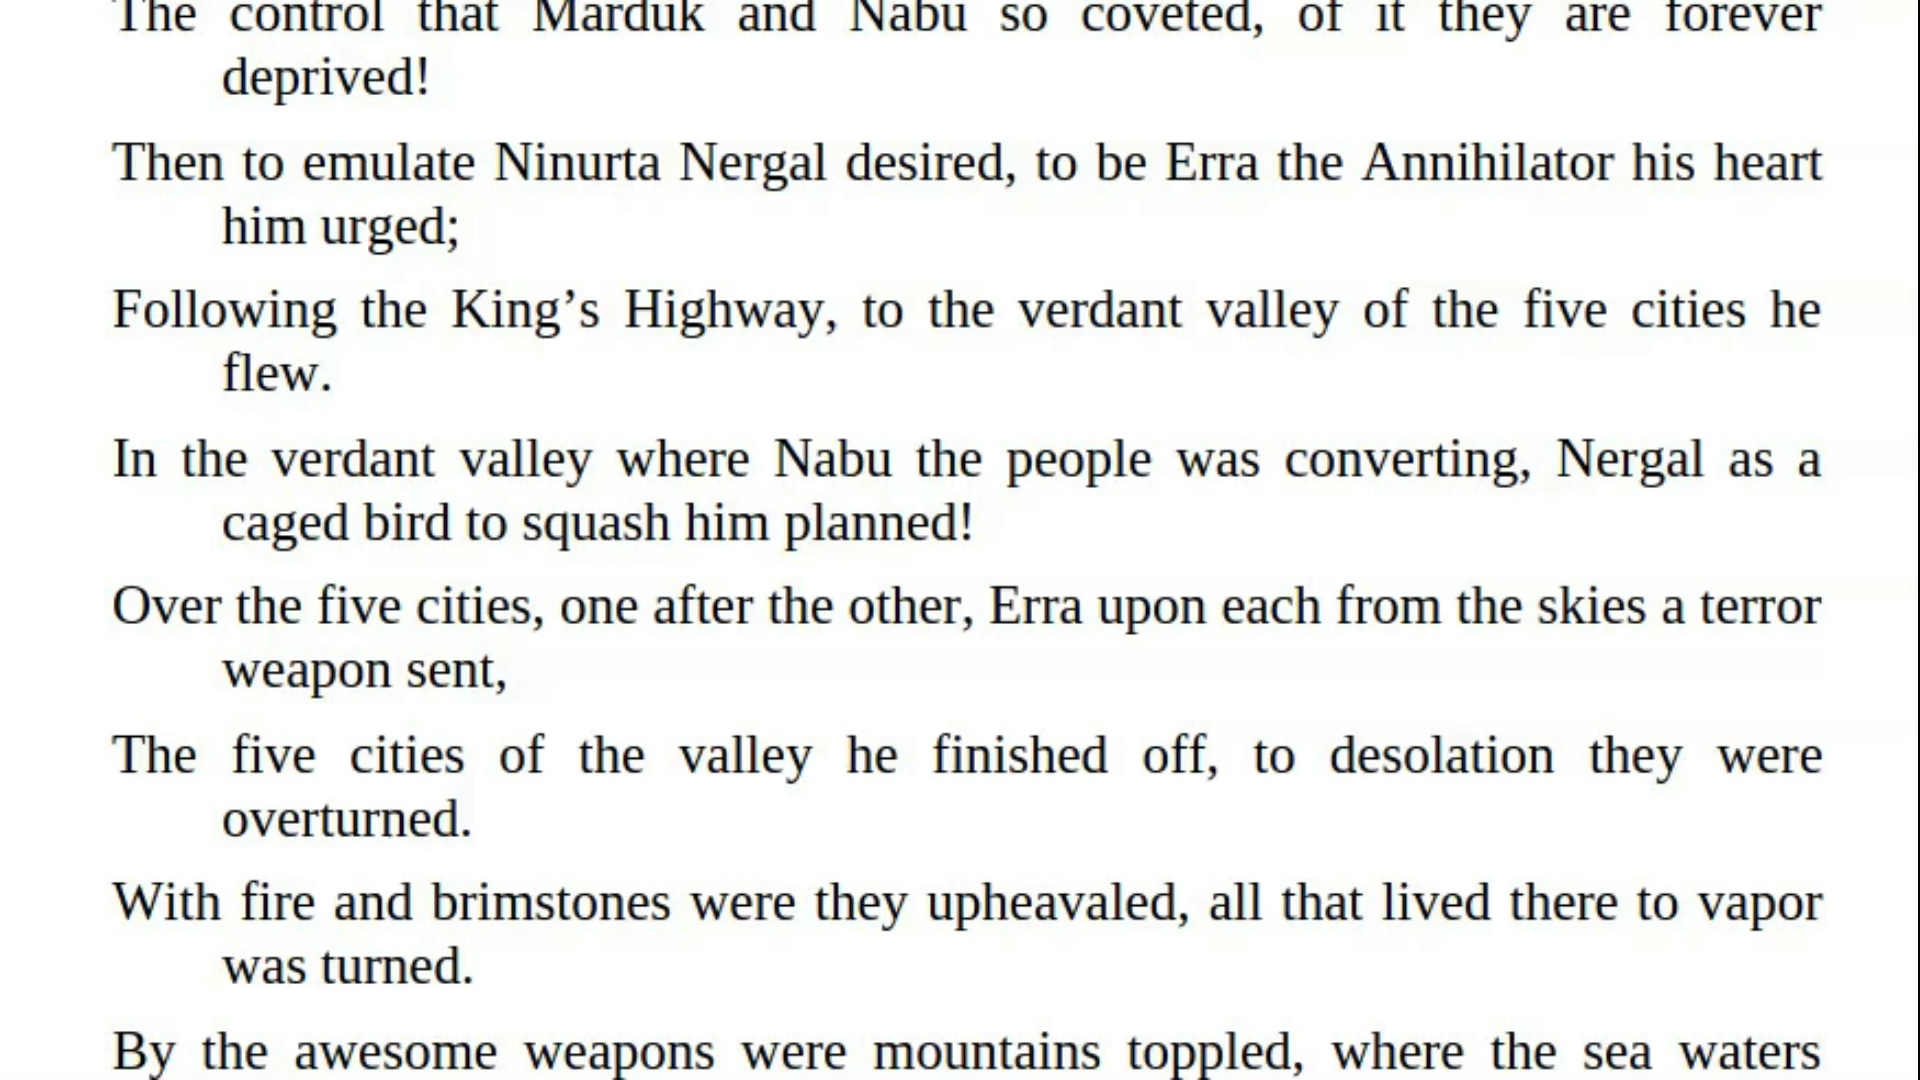 The control that Marduk and Nabu so coveted, of it they are forever
deprived!
Then to emulate Ninurta Nergal desired, to be Erra the Annihilator his heart
him urged;
Following the King’s Highway, to the verdant valley of the five cities he
flew.
In the verdant valley where Nabu the people was converting, Nergal as a
caged bird to squash him planned!
Over the five cities, one after the other, Erra upon each from the skies a terror
weapon sent,
The five cities of the valley he finished off, to desolation they were
overturned.
With fire and brimstones were they upheavaled, all that lived there to vapor
was turned.
By the awesome weapons were mountains toppled, where the sea waters